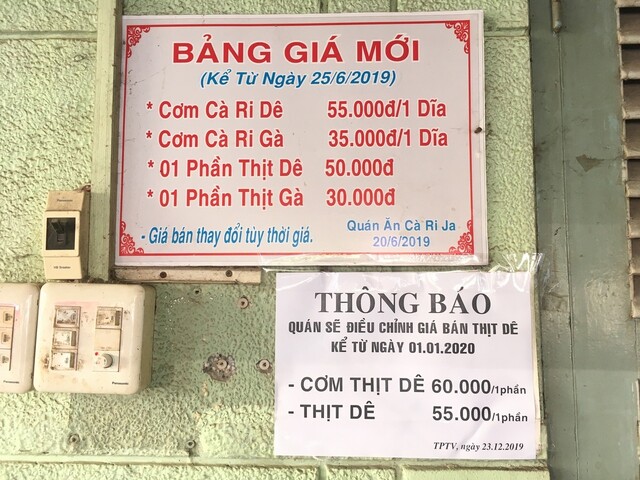 BẢNG GIÁ MỚI
(Kể Từ Ngày 25/6/2019)
* Cơm Cà Ri Dê 55.000đ/1 Dĩa
* Cơm Cà Ri Gà 35.000đ/1 Dĩa
* 01 Phần Thịt Dê 50.000đ
* 01 Phần Thịt Gà 30.000đ
- Giá bán thay đổi tùy thời giá.
Quán Ăn Cà Ri Ja
20/6/2019
THÔNG BÁO
QUÁN SẼ ĐIỀU CHỈNH GIÁ BÁN THỊT DÊ
KỂ TỪ NGÀY 01.01.2020
- CƠM THỊT DÊ 60.000/1phần
- THỊT DÊ 55.000/1phần
TPTV, ngày 23.12.2019
Panasonic